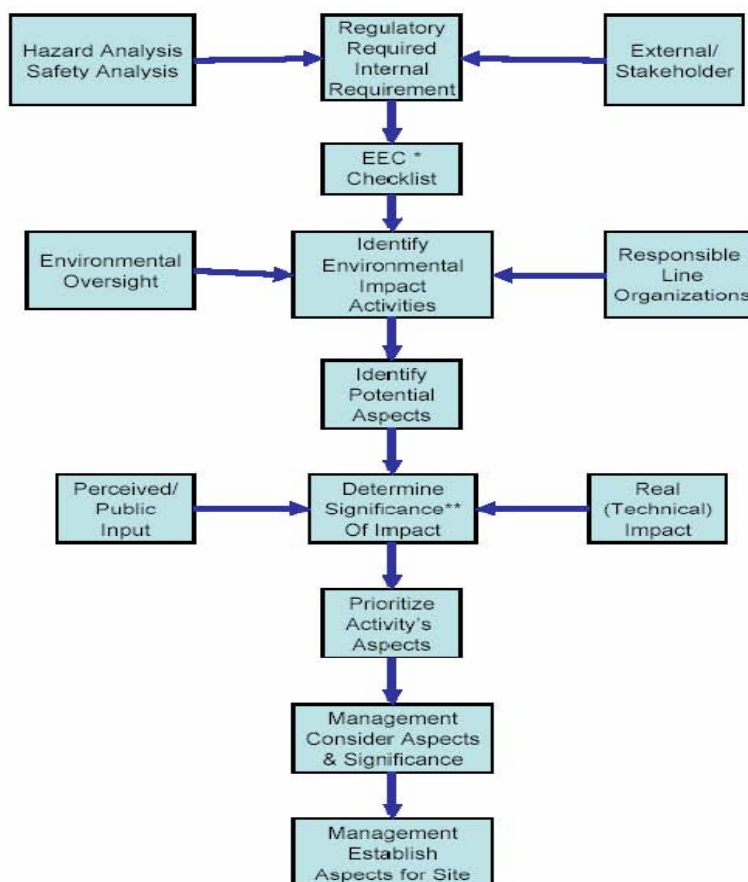 Hazard Analysis
Safety Analysis
Regulatory
Required
Internal
Requirement
External/
Stakeholder
EEC *
Checklist
Environmental
Oversight
Identify
Environmental
Impact
Activities
Responsible
Line
Organizations
Identify
Potential
Aspects
Perceived/
Public
Input
Determine
Significance**
Of Impact
Real
(Technical)
Impact
Prioritize
Activity's
Aspects
Management
Consider Aspects
& Significance
Management
Establish
Aspects for Site